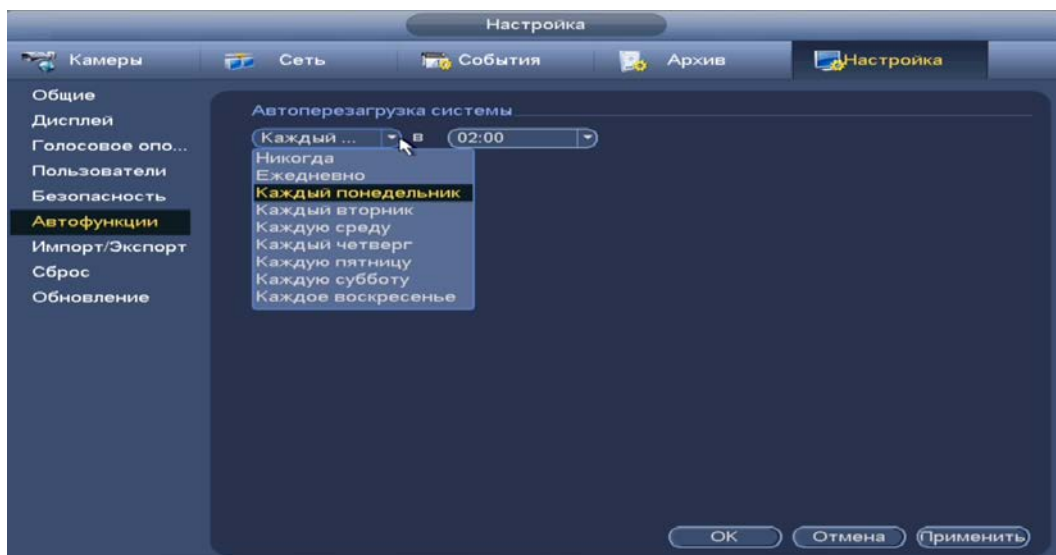 Настройка
Камеры
Сеть
События
Архив
Настройка
Общие
Дисплей
Голосовое опо...
Пользователи
Безопасность
Автофункции
Импорт/Экспорт
Сброс
Обновление
Автоперезагрузка системы
Каждый ... в 02:00
Никогда
Ежедневно
Каждый понедельник
Каждый вторник
Каждую среду
Каждый четверг
Каждую пятницу
Каждую субботу
Каждое воскресенье
OK Отмена Применить